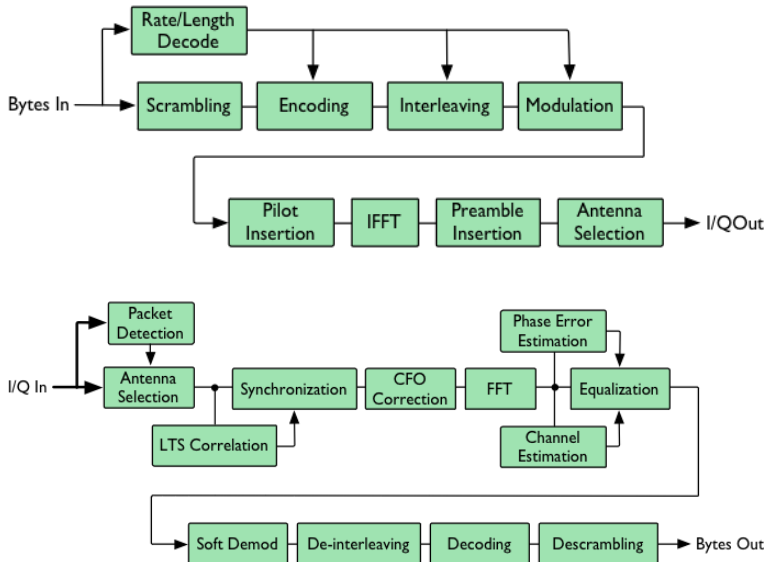 Rate/Length
Decode
Bytes In
Scrambling
Encoding
Interleaving
Modulation
Pilot
Insertion
IFFT
Preamble
Insertion
Antenna
Selection
I/QOut
Packet
Detection
Phase Error
Estimation
I/Q In
Antenna
Selection
Synchronization
CFO
Correction
FFT
Equalization
LTS Correlation
Channel
Estimation
Soft Demod
De-interleaving
Decoding
Descrambling
Bytes Out